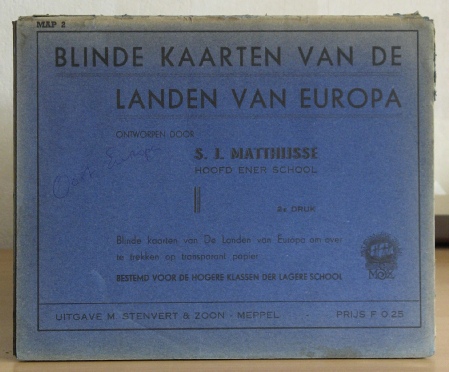 MAP 2
BLINDE KAARTEN VAN DE
LANDEN VAN EUROPA
ONTWORPEN DOOR
S. J. MATTHIJSSE
HOOFD EENER SCHOOL
II
2e DRUK
Blinde kaarten van De Landen van Europa om over
te trekken op transparant papier
BESTEMD VOOR DE HOGERE KLASSEN DER LAGERE SCHOOL
UITGAVE M. STENVERT & ZOON - MEPPEL
PRIJS F 0.25